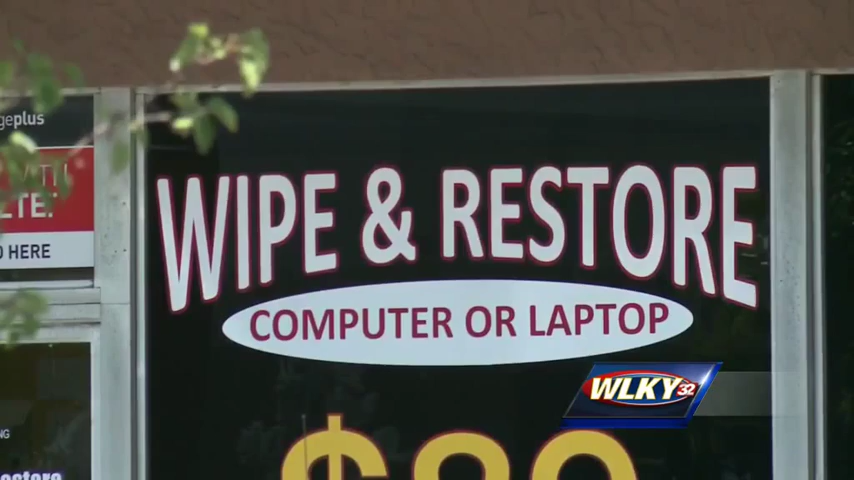 WIPE & RESTORE
COMPUTER OR LAPTOP
WLKY 32
geplus
HERE